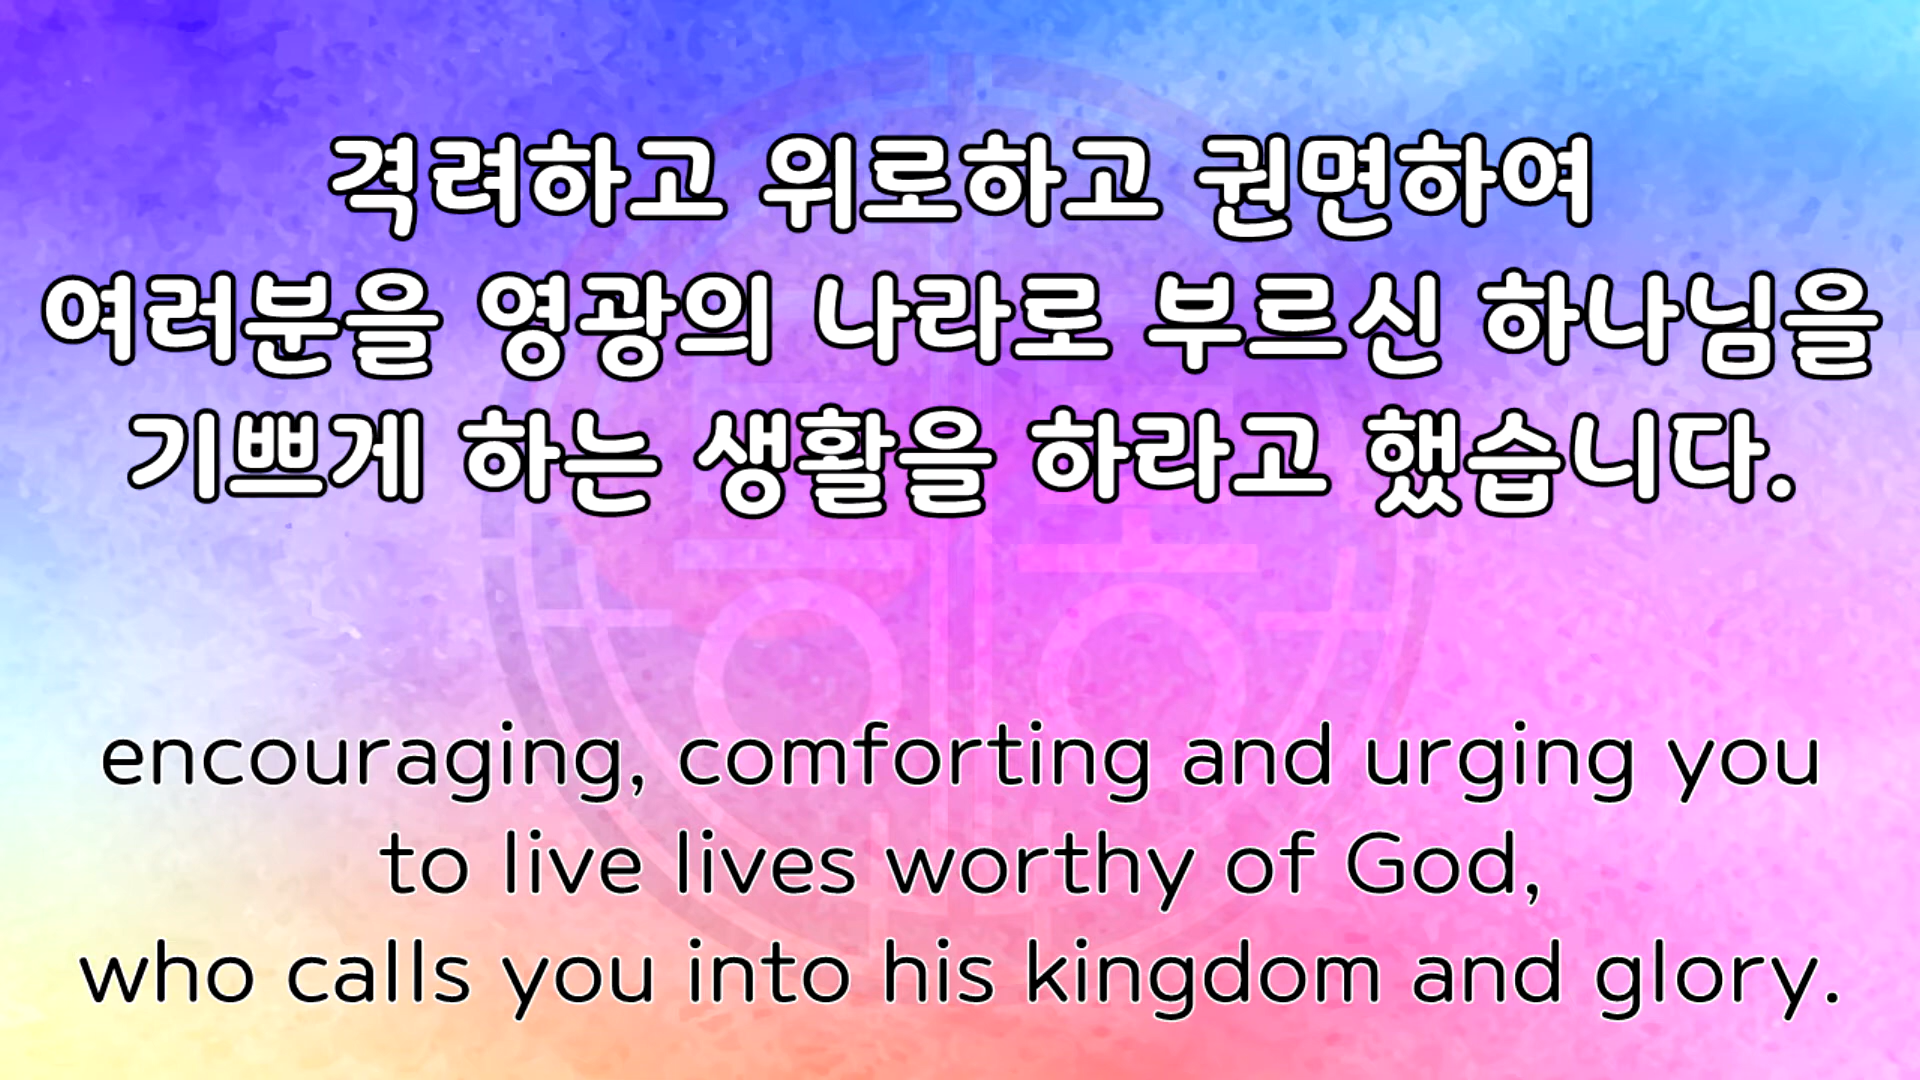 격려하고 위로하고 권면하여
여러분을 영광의 나라로 부르신 하나님을
기쁘게 하는 생활을 하라고 했습니다.
encouraging, comforting and urging you
to live lives worthy of God,
who calls you into his kingdom and glory.